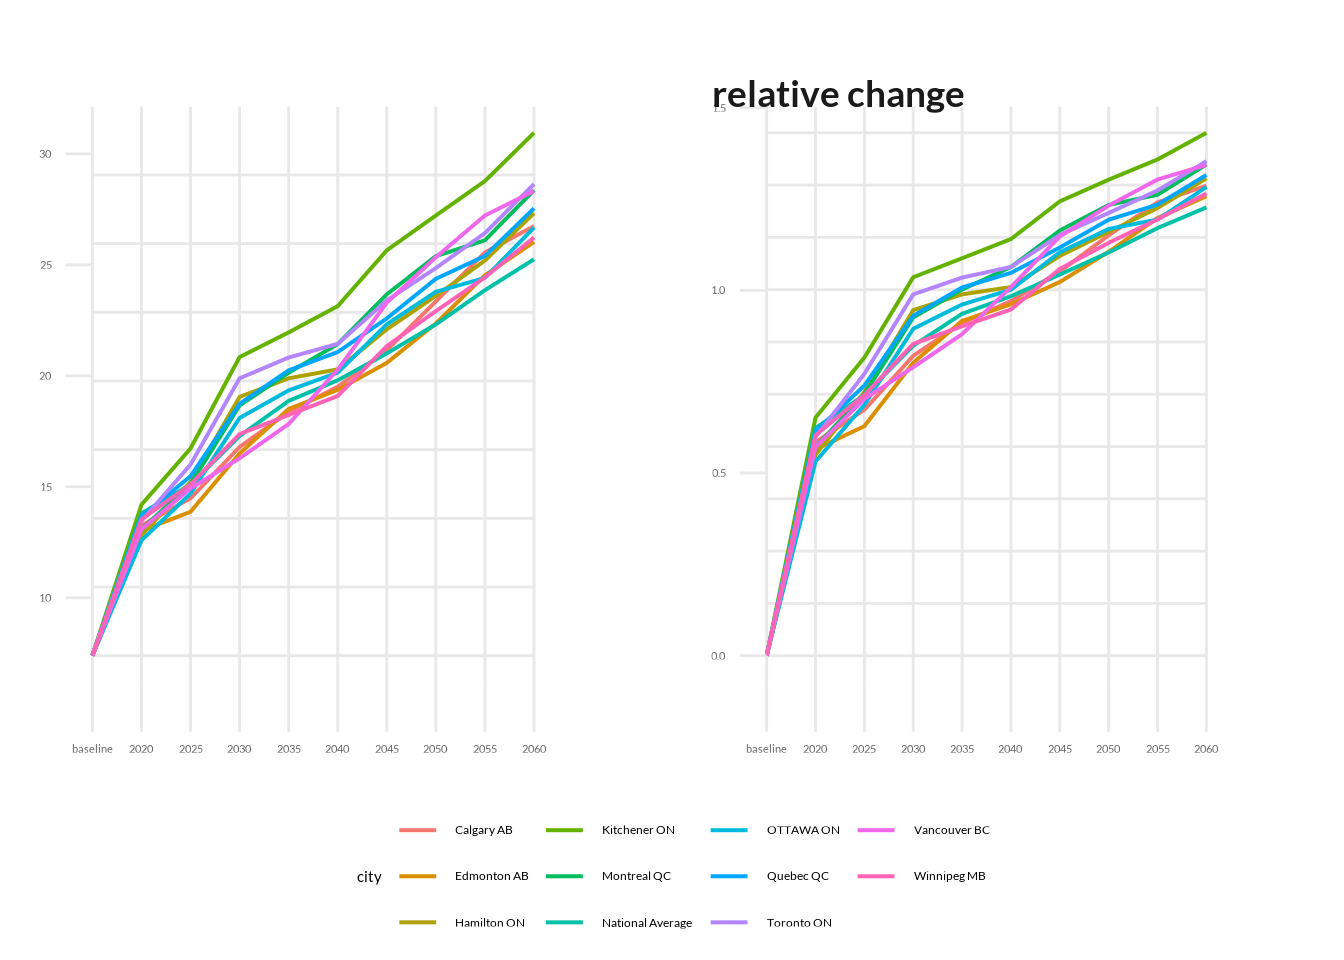 relative change
30
25
20
15
10
baseline 2020 2025 2030 2035 2040 2045 2050 2055 2060
1.5
1.0
0.5
0.0
baseline 2020 2025 2030 2035 2040 2045 2050 2055 2060
city
Calgary AB Kitchener ON OTTAWA ON Vancouver BC
Edmonton AB Montreal QC Quebec QC Winnipeg MB
Hamilton ON National Average Toronto ON